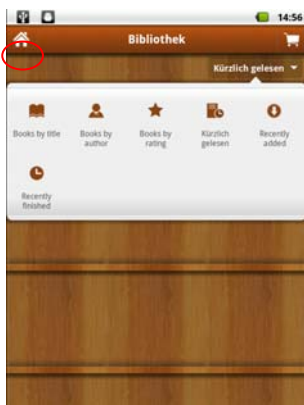 14:56
Bibliothek
Kürzlich gelesen
Books by title
Books by
author
Books by
rating
Kürzlich
gelesen
Recently
added
Recently
finished